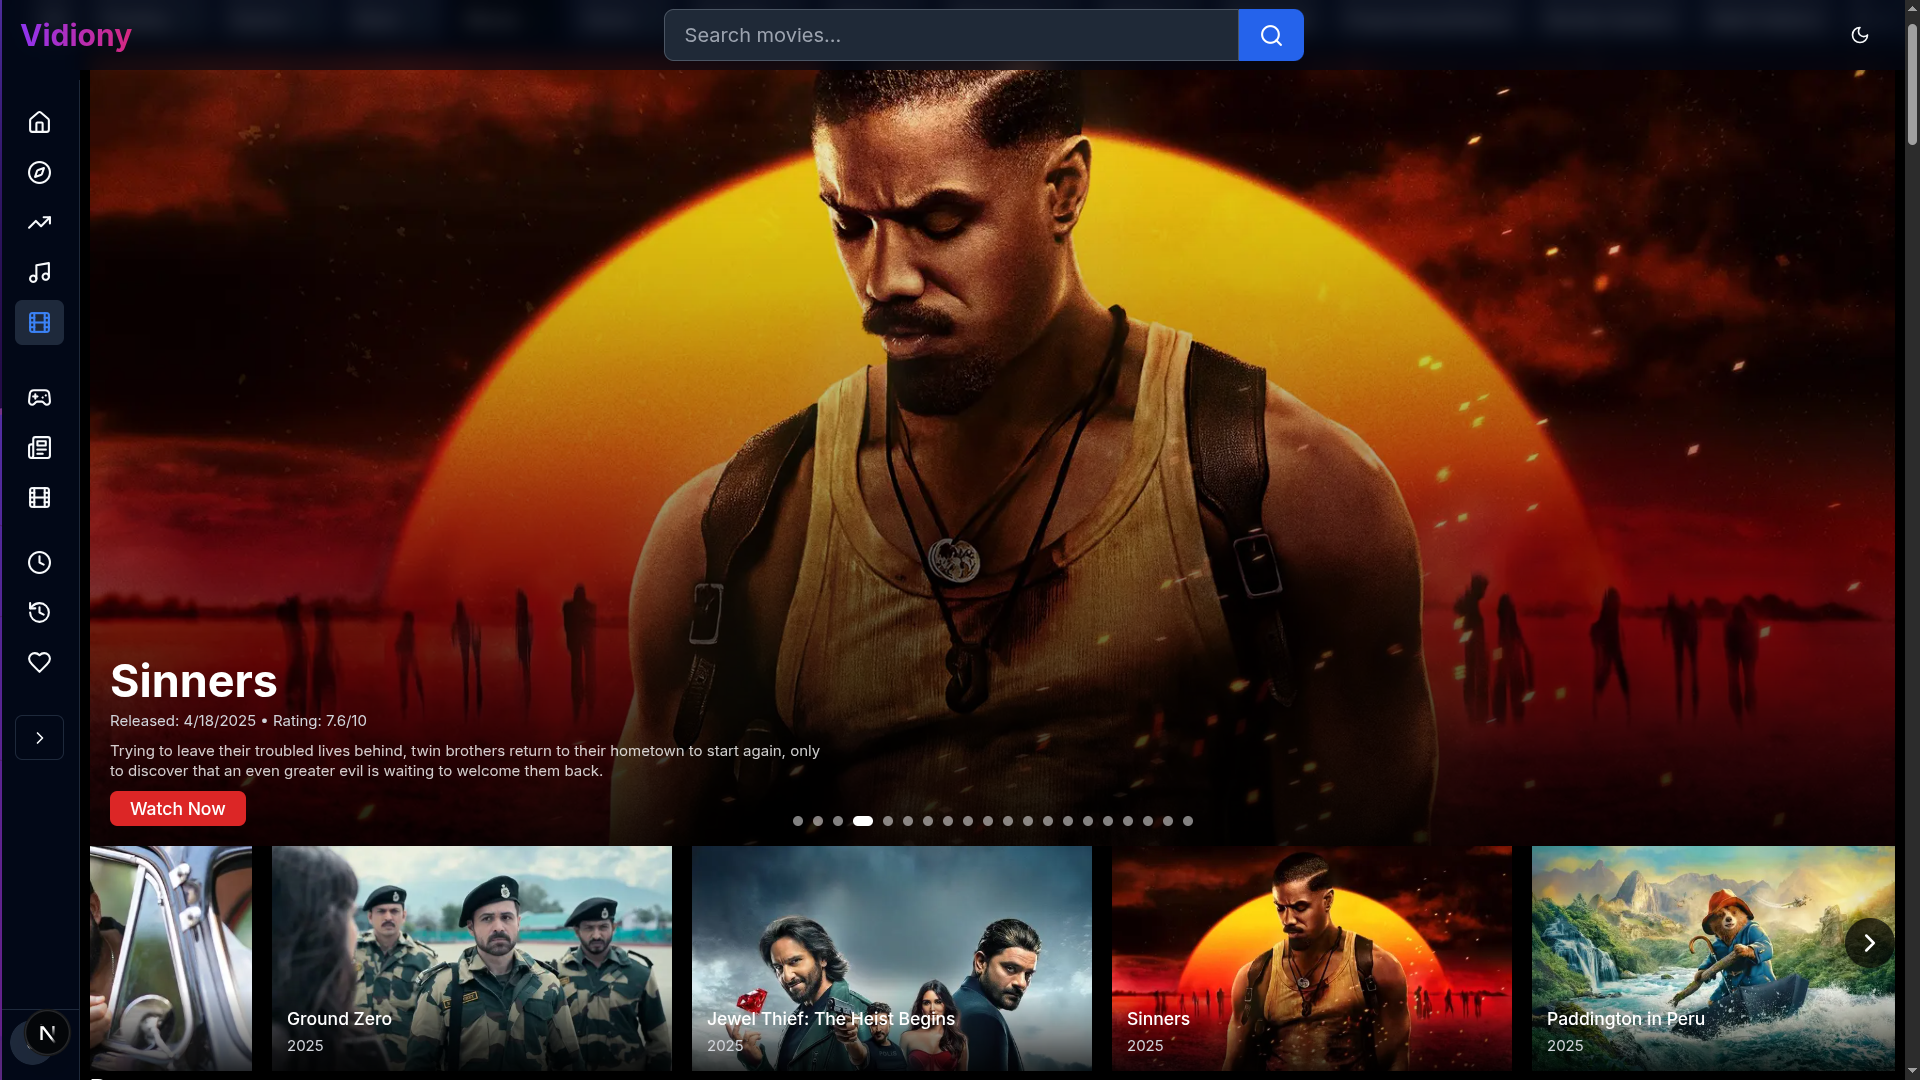 Vidiony
Search movies...
Sinners
Released: 4/18/2025 • Rating: 7.6/10
Trying to leave their troubled lives behind, twin brothers return to their hometown to start again, only
to discover that an even greater evil is waiting to welcome them back.
Watch Now
Ground Zero
2025
Jewel Thief: The Heist Begins
2025
Sinners
2025
Paddington in Peru
2025
N